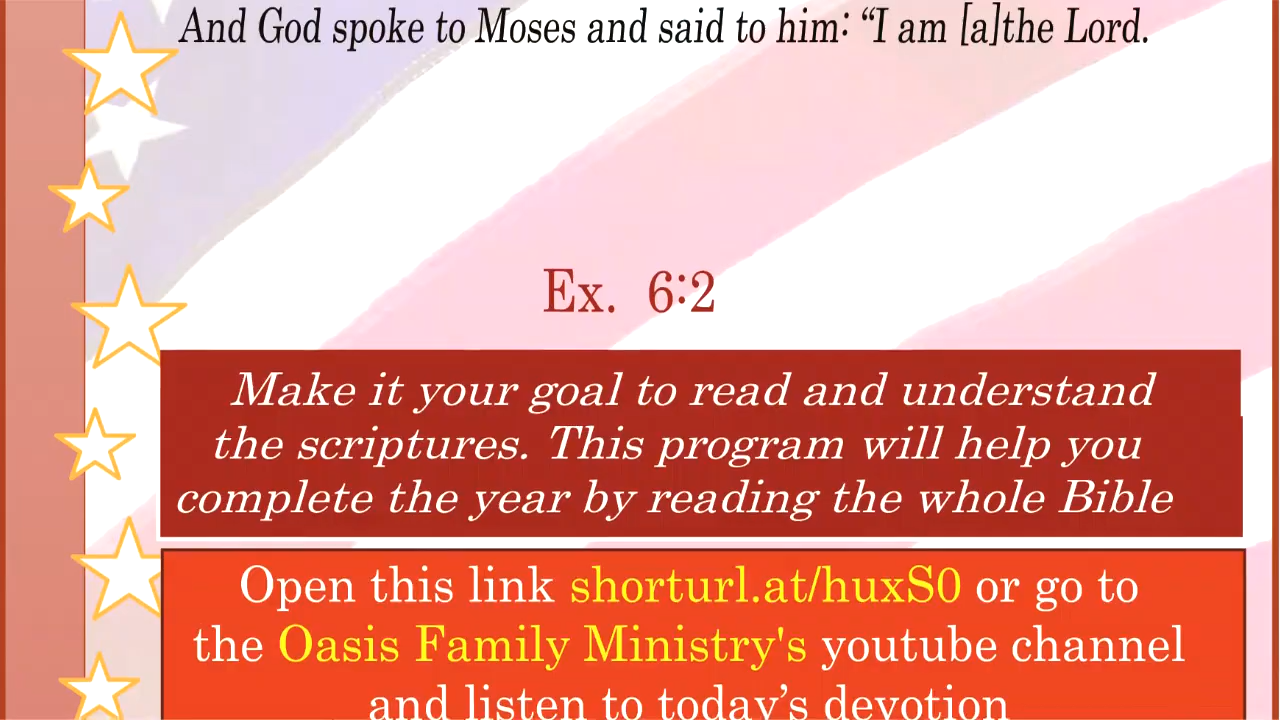 And God spoke to Moses and said to him: “I am [a]the Lord.
Ex. 6:2
Make it your goal to read and understand
the scriptures. This program will help you
complete the year by reading the whole Bible
Open this link shorturl.at/huxS0 or go to
the Oasis Family Ministry's youtube channel
and listen to today’s devotion